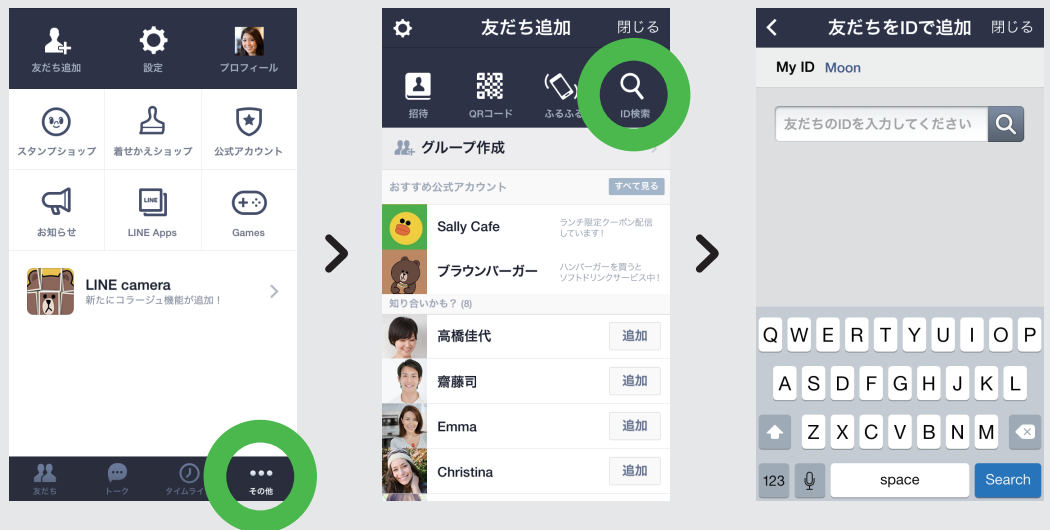 友だち追加
設定
プロフィール
スタンプショップ
着せかえショップ
公式アカウント
お知らせ
LINE
LINE Apps
Games
LINE camera
新たにコラージュ機能が追加！
友だち
トーク
タイムライ
その他
友だち追加
閉じる
招待
QRコード
ふるふる
ID検索
グループ作成
おすすめ公式アカウント
すべて見る
Sally Cafe
ランチ限定クーポン配信
しています！
ブラウンバーガー
ハンバーガーを買うと
ソフトドリンクサービス中！
知り合いかも？ (8)
高橋佳代
追加
齋藤司
追加
Emma
追加
Christina
追加
友だちをIDで追加
閉じる
My ID Moon
友だちのIDを入力してください
Q W E R T Y U I O P
A S D F G H J K L
Z X C V B N M
123
space
Search